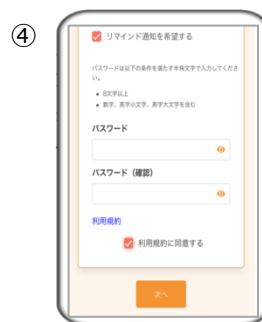 ④
リマインド通知を希望する
パスワードは以下の条件を満たす半角文字で入力してくださ
い。
• 8文字以上
• 数字、英字小文字、英字大文字を含む
パスワード
パスワード（確認）
利用規約
利用規約に同意する
次へ